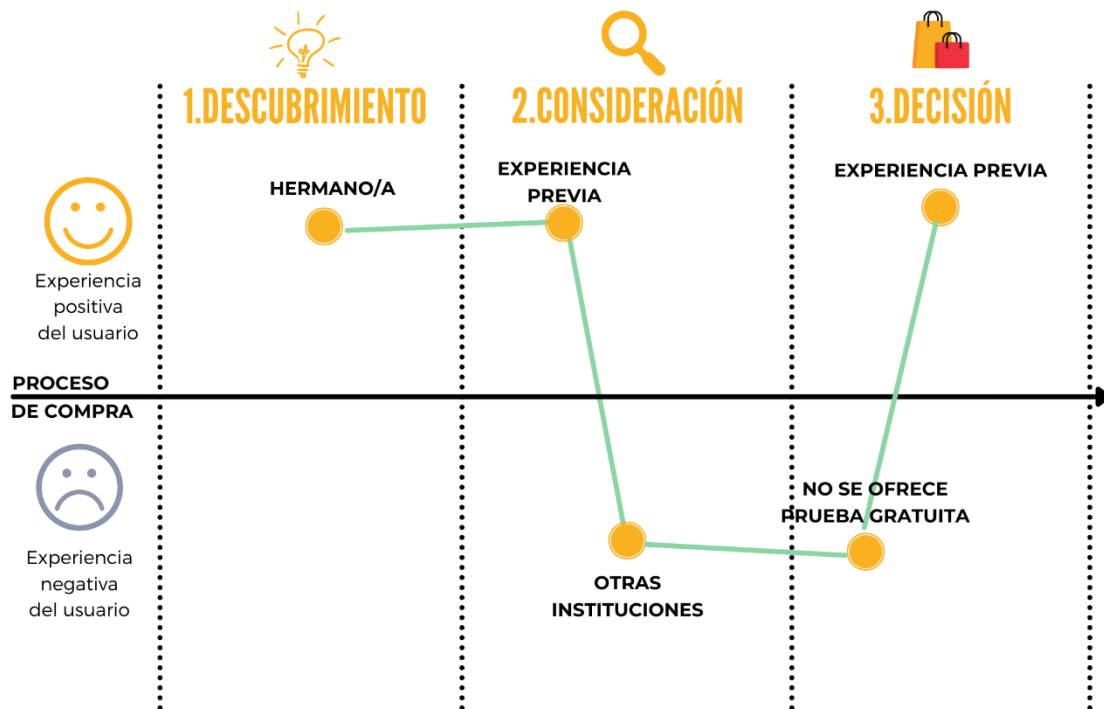 1.DESCUBRIMIENTO
2.CONSIDERACIÓN
3.DECISIÓN
HERMANO/A
EXPERIENCIA
PREVIA
EXPERIENCIA PREVIA
Experiencia
positiva
del usuario
PROCESO
DE COMPRA
NO SE OFRECE
PRUEBA GRATUITA
Experiencia
negativa
del usuario
OTRAS
INSTITUCIONES